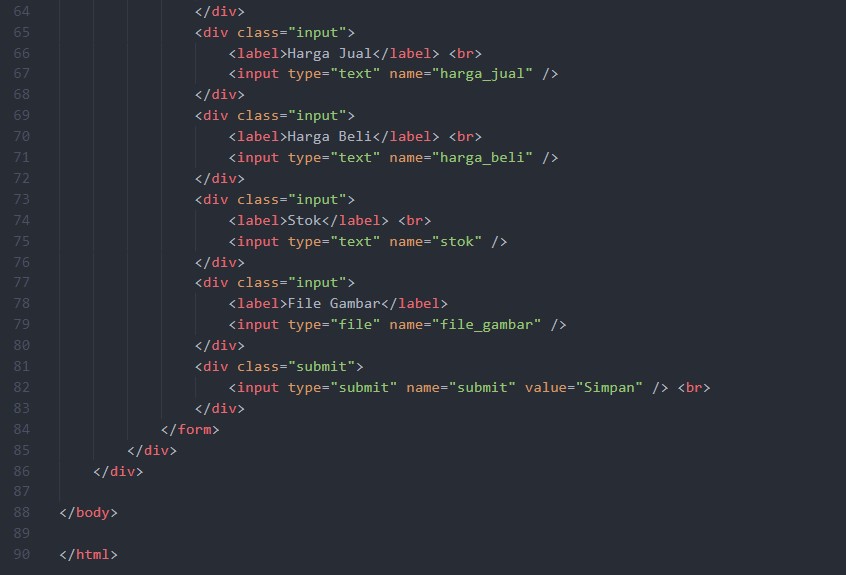 64 </div>
65 <div class="input">
66 <label>Harga Jual</label> <br>
67 <input type="text" name="harga_jual" />
68 </div>
69 <div class="input">
70 <label>Harga Beli</label> <br>
71 <input type="text" name="harga_beli" />
72 </div>
73 <div class="input">
74 <label>Stok</label> <br>
75 <input type="text" name="stok" />
76 </div>
77 <div class="input">
78 <label>File Gambar</label>
79 <input type="file" name="file_gambar" />
80 </div>
81 <div class="submit">
82 <input type="submit" name="submit" value="Simpan" /> <br>
83 </div>
84 </form>
85 </div>
86 </div>
87
88 </body>
89
90 </html>